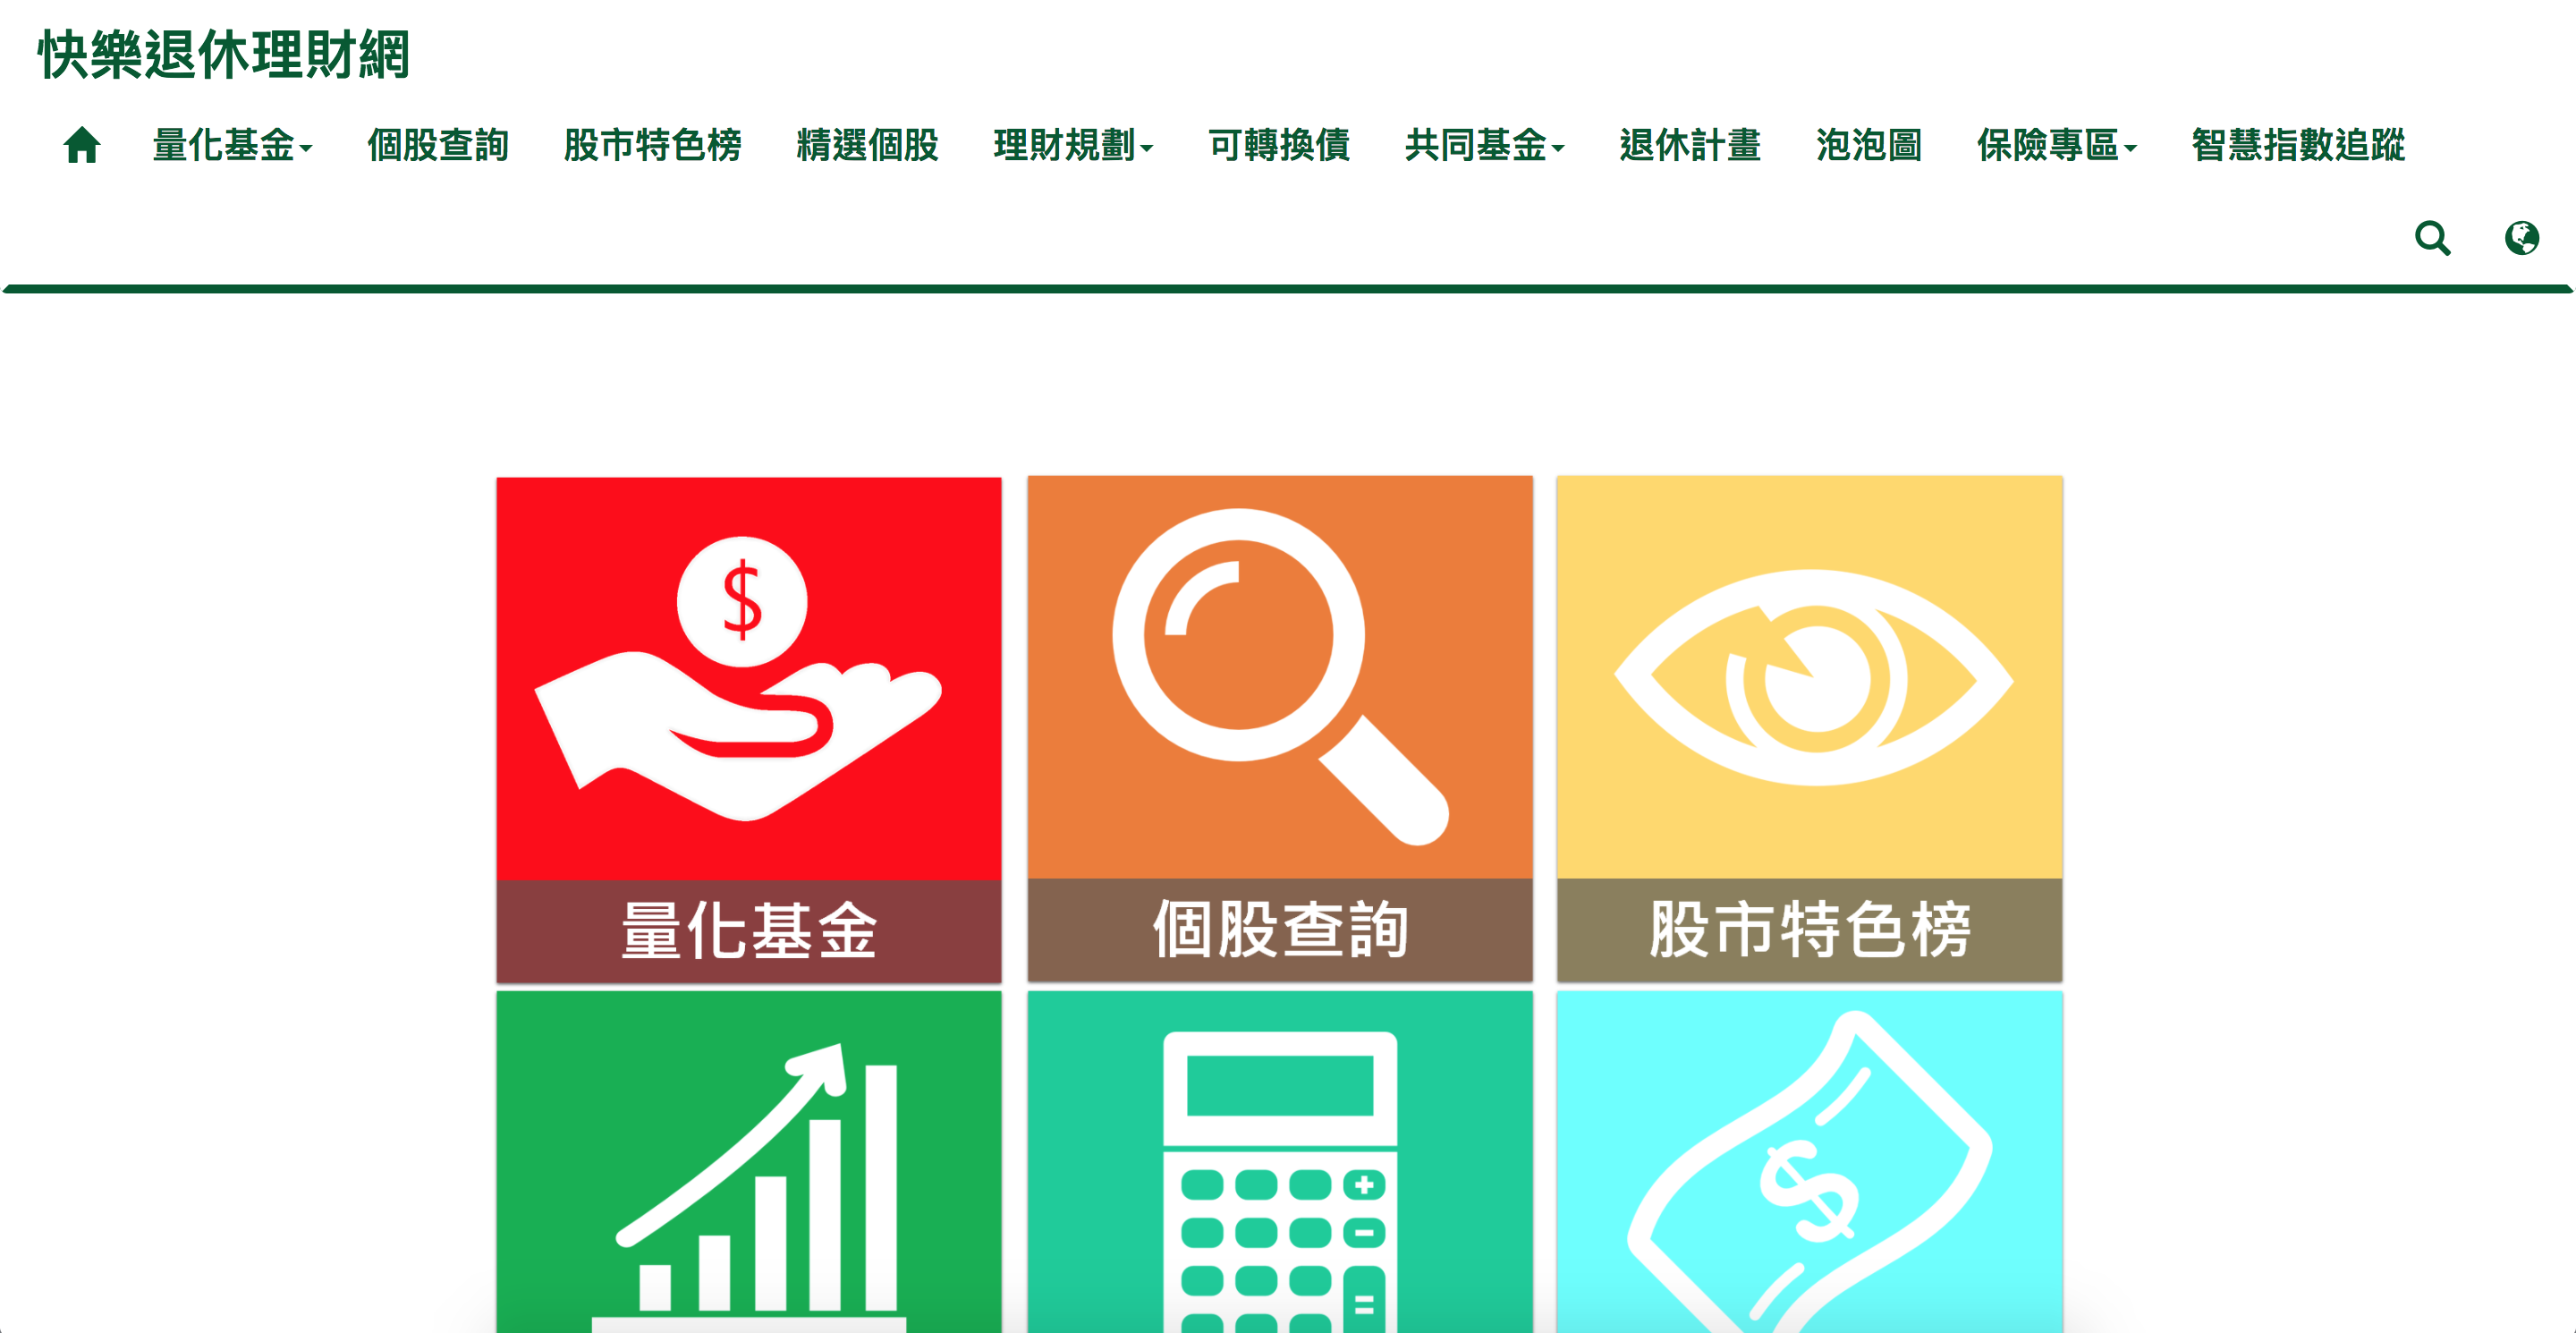 快樂退休理財網
量化基金 個股查詢 股市特色榜 精選個股 理財規劃 可轉換債 共同基金 退休計畫 泡泡圖 保險專區 智慧指數追蹤
$
量化基金 個股查詢 股市特色榜
$